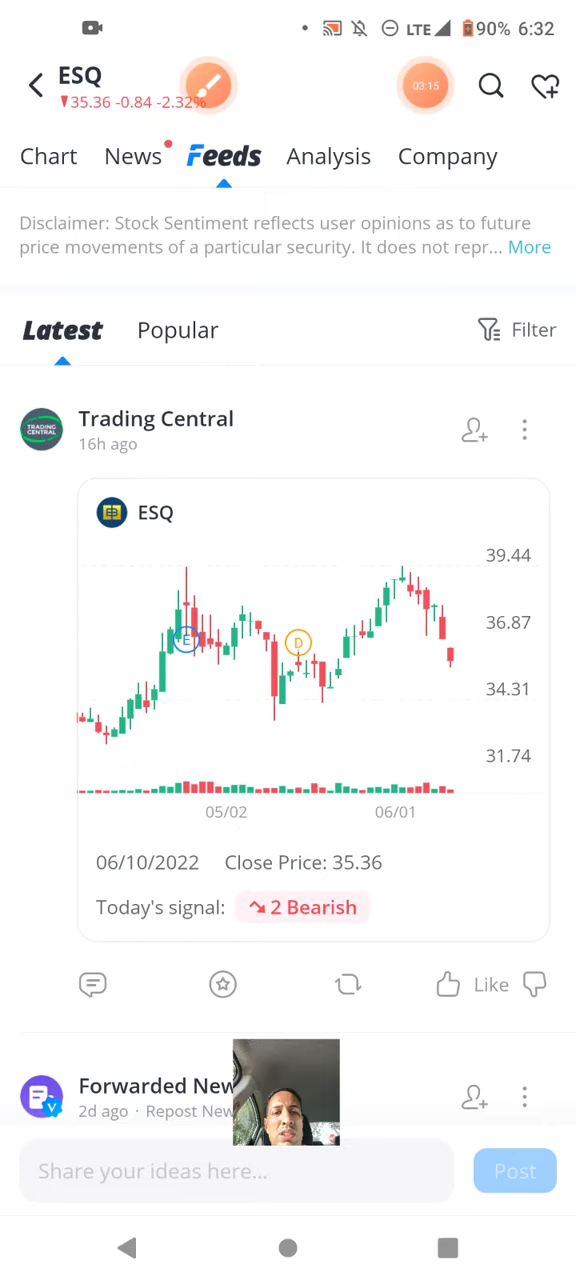 LTE 90% 6:32
ESQ
35.36 -0.84 -2.32%
03:15
Chart News Feeds Analysis Company
Disclaimer: Stock Sentiment reflects user opinions as to future
price movements of a particular security. It does not repr... More
Latest Popular Filter
Trading Central
16h ago
TRADING
CENTRAL
ESQ
39.44
36.87
E
D
34.31
31.74
05/02 06/01
06/10/2022 Close Price: 35.36
Today's signal: 2 Bearish
Like
Forwarded New
2d ago · Repost New
Share your ideas here...
Post